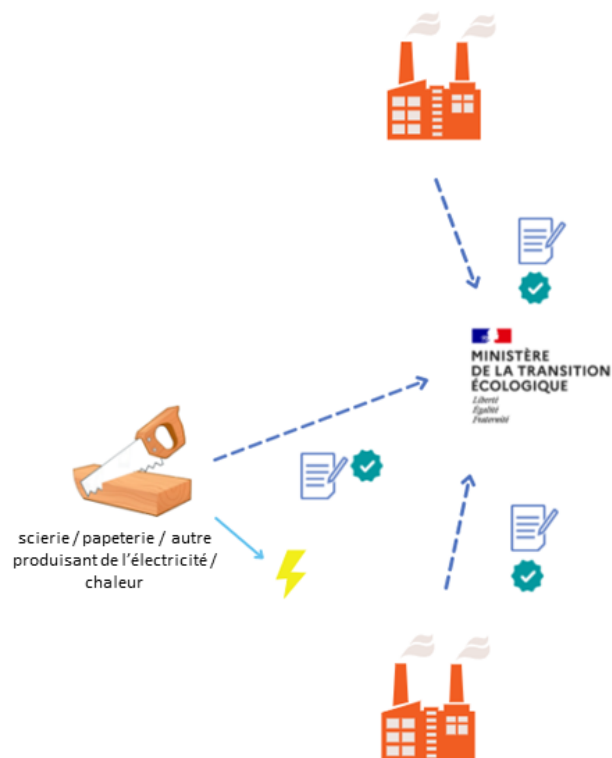 MINISTÈRE
DE LA TRANSITION
ÉCOLOGIQUE
Liberté
Égalité
Fraternité
scierie / papeterie / autre
produisant de l'électricité /
chaleur